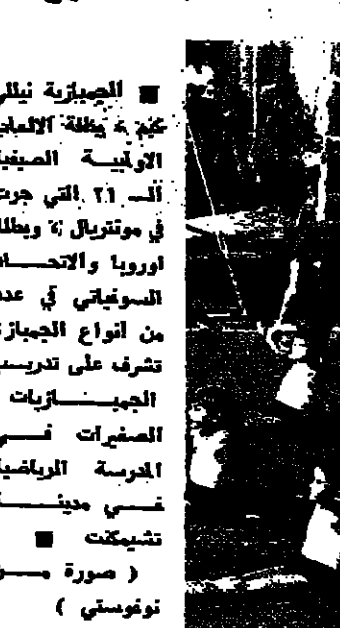 ■ الجمبازية نيللي
كيم ، بطلة الالعاب
الاولمبية الصيفية
الـ ٢١ التي جرت
في مونتريال ، وبطلة
اوروبا والاتحاد
السوفياتي في عدد
من انواع الجمباز
تشرف على تدريب
الجمبازيات
الصغيرات في
المدرسة الرياضية
في مدينة
تشيمكنت ■
( صورة من
نوفوستي )